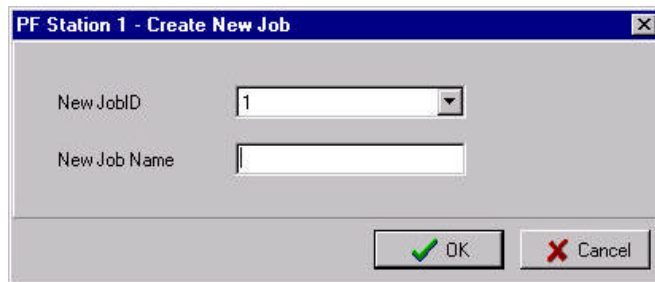 PF Station 1 - Create New Job
New JobID
1
New Job Name
OK
Cancel